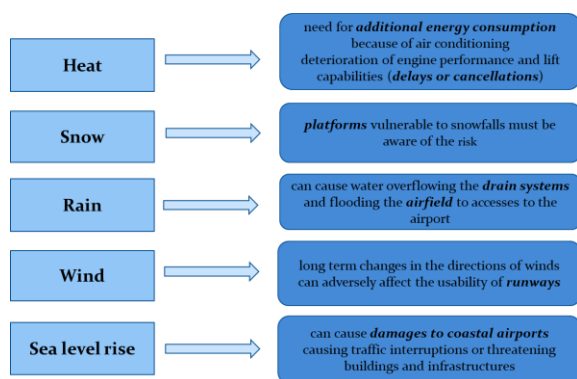 Heat
need for additional energy consumption
because of air conditioning
deterioration of engine performance and lift
capabilities (delays or cancellations)
Snow
platforms vulnerable to snowfalls must be
aware of the risk
Rain
can cause water overflowing the drain systems
and flooding the airfield to accesses to the
airport
Wind
long term changes in the directions of winds
can adversely affect the usability of runways
Sea level rise
can cause damages to coastal airports
causing traffic interruptions or threatening
buildings and infrastructures